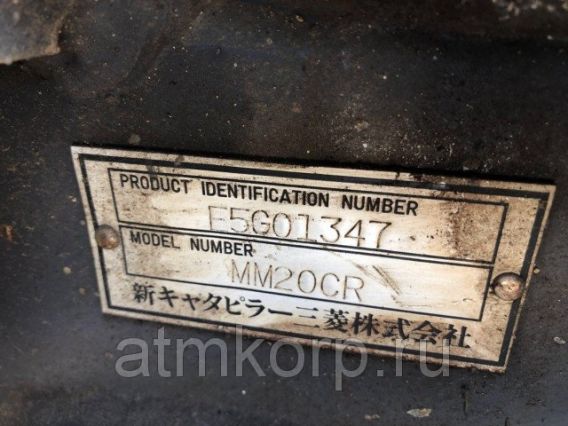 PRODUCT IDENTIFICATION NUMBER
F5G01347
MODEL NUMBER
MM20CR
新キャタピラー三菱株式会社
atmkorp.ru